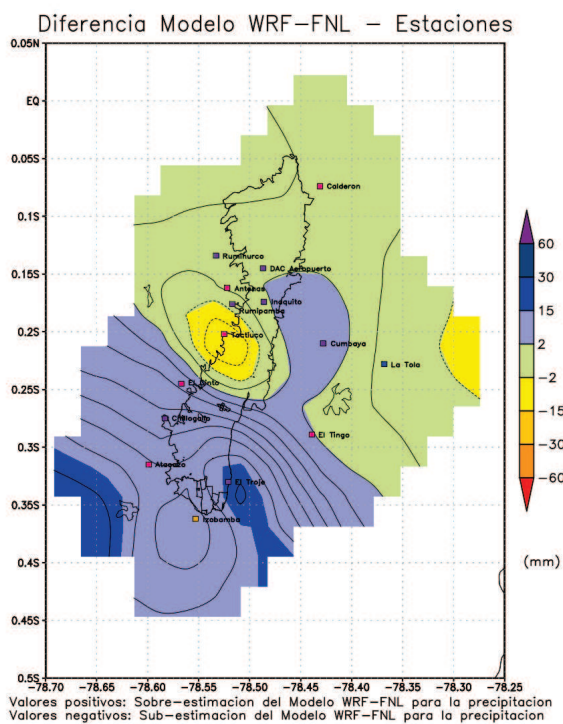 Diferencia Modelo WRF-FNL - Estaciones
0.05N
EQ
0.05S
0.1S
0.15S
0.2S
0.25S
0.3S
0.35S
0.4S
0.45S
0.5S
Calderon
Rumihurco
DAC Aeropuerto
Antenas
Inaquito
Rumipamba
Toctiuco
Cumbaya
La Tola
El Cinto
Chillogallo
El Tingo
Atacazo
El Troje
Itabamba
60
30
15
2
-2
-15
-30
-60
(mm)
-78.70 -78.65 -78.60 -78.55 -78.50 -78.45 -78.40 -78.35 -78.30 -78.25
Valores positivos: Sobre-estimacion del Modelo WRF-FNL para la precipitacion
Valores negativos: Sub-estimacion del Modelo WRF-FNL para la precipitacion